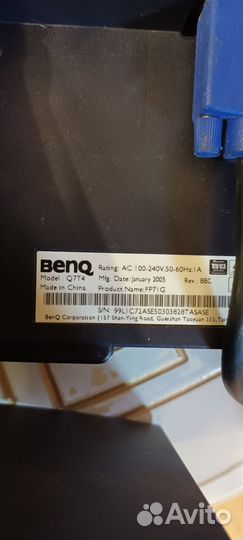 BenQ Rating: AC 100-240V,50-60Hz,1A
Model: Q7T4 Mfg. Date: January 2005 Rev: BBC
Made in China Product Name: FP71G
S/N: 99L1C72ASE50303828TASASE
BenQ Corporation (157 Shan-Ying Road, Gueishan Taoyuan 333,
Avito